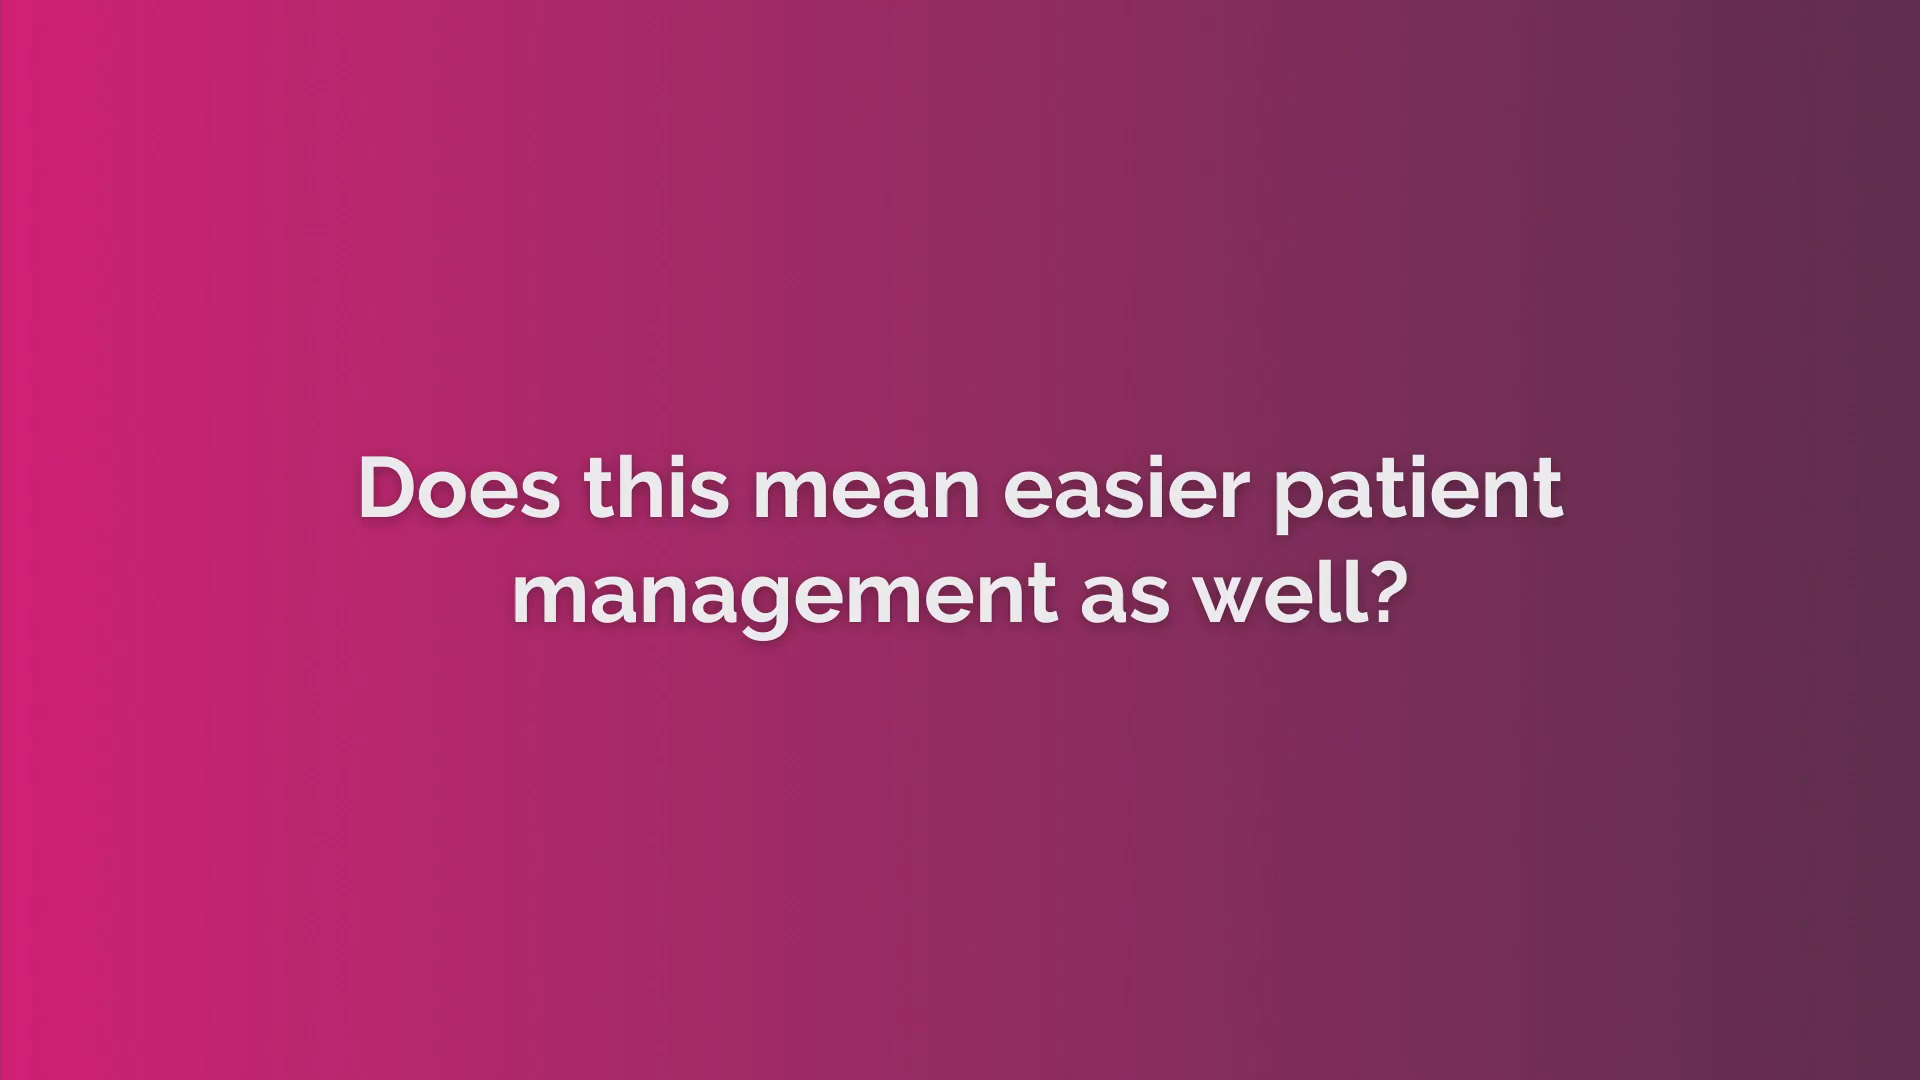 Does this mean easier patient
management as well?